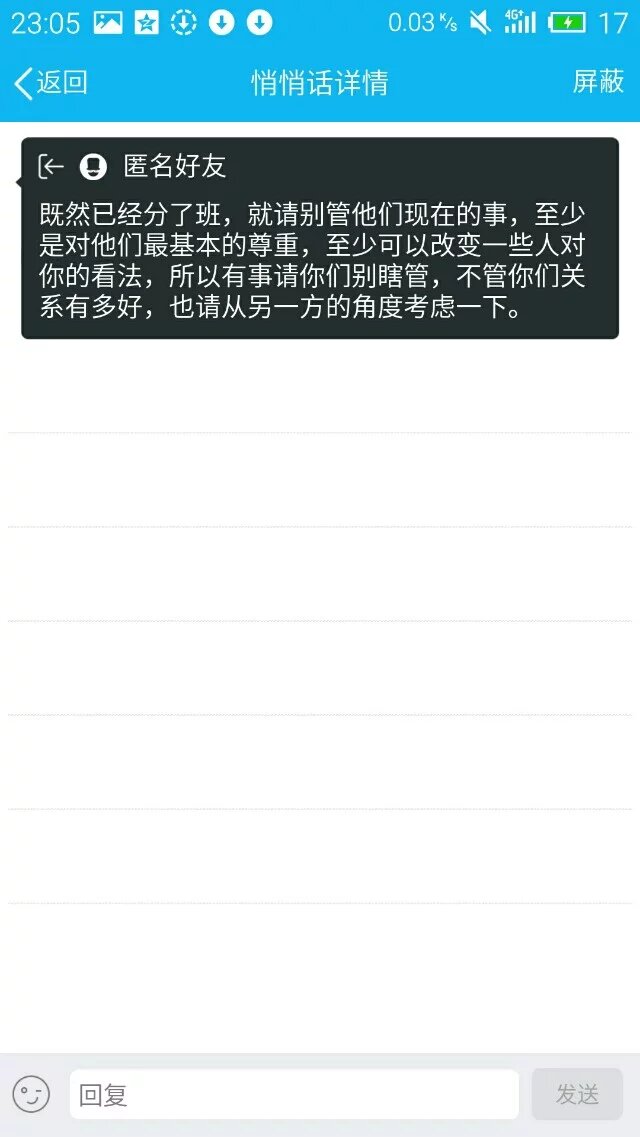 23:05 0.03 K/s 4G+ 17
返回 悄悄话详情 屏蔽
匿名好友
既然已经分了班，就请别管他们现在的事，至少
是对他们最基本的尊重，至少可以改变一些人对
你的看法，所以有事请你们别瞎管，不管你们关
系有多好，也请从另一方的角度考虑一下。
回复 发送